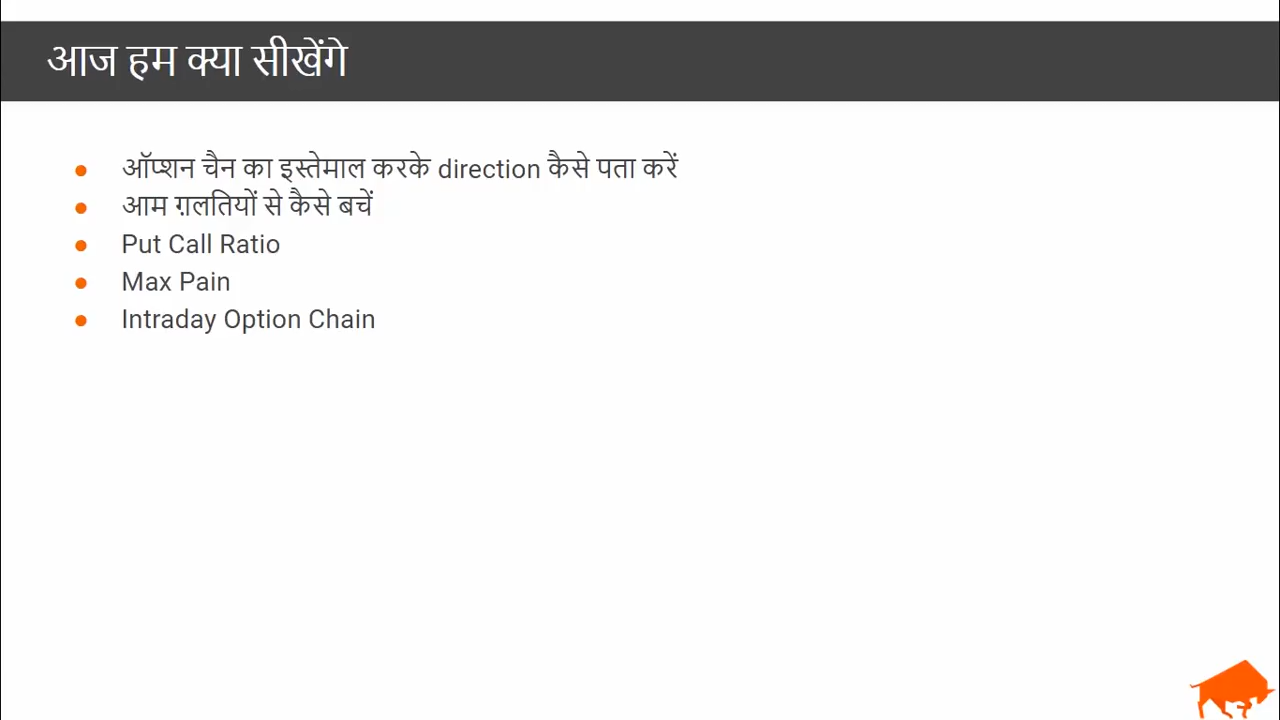 आज हम क्या सीखेंगे
ऑप्शन चैन का इस्तेमाल करके direction कैसे पता करें
आम ग़लतियों से कैसे बचें
Put Call Ratio
Max Pain
Intraday Option Chain